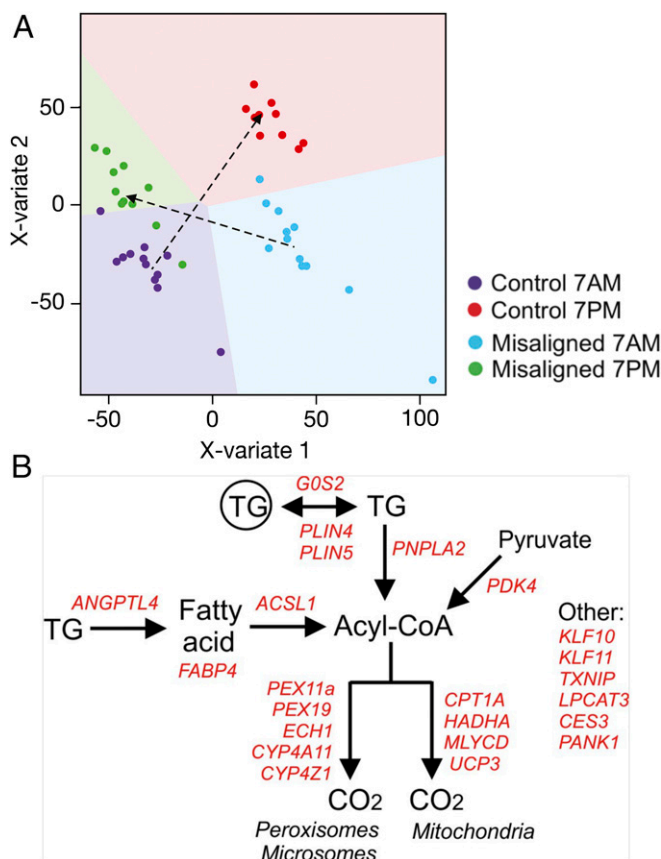 A
X-variate 2
50
0
-50
-50
0
50
100
X-variate 1
Control 7AM
Control 7PM
Misaligned 7AM
Misaligned 7PM
B
TG
G0S2
TG
PLIN4
PLIN5
PNPLA2
Pyruvate
PDK4
ANGPTL4
TG
Fatty
acid
FABP4
ACSL1
Acyl-CoA
Other:
KLF10
KLF11
TXNIP
LPCAT3
CES3
PANK1
PEX11a
PEX19
ECH1
CYP4A11
CYP4Z1
CPT1A
HADHA
MLYCD
UCP3
CO2
CO2
Peroxisomes
Microsomes
Mitochondria